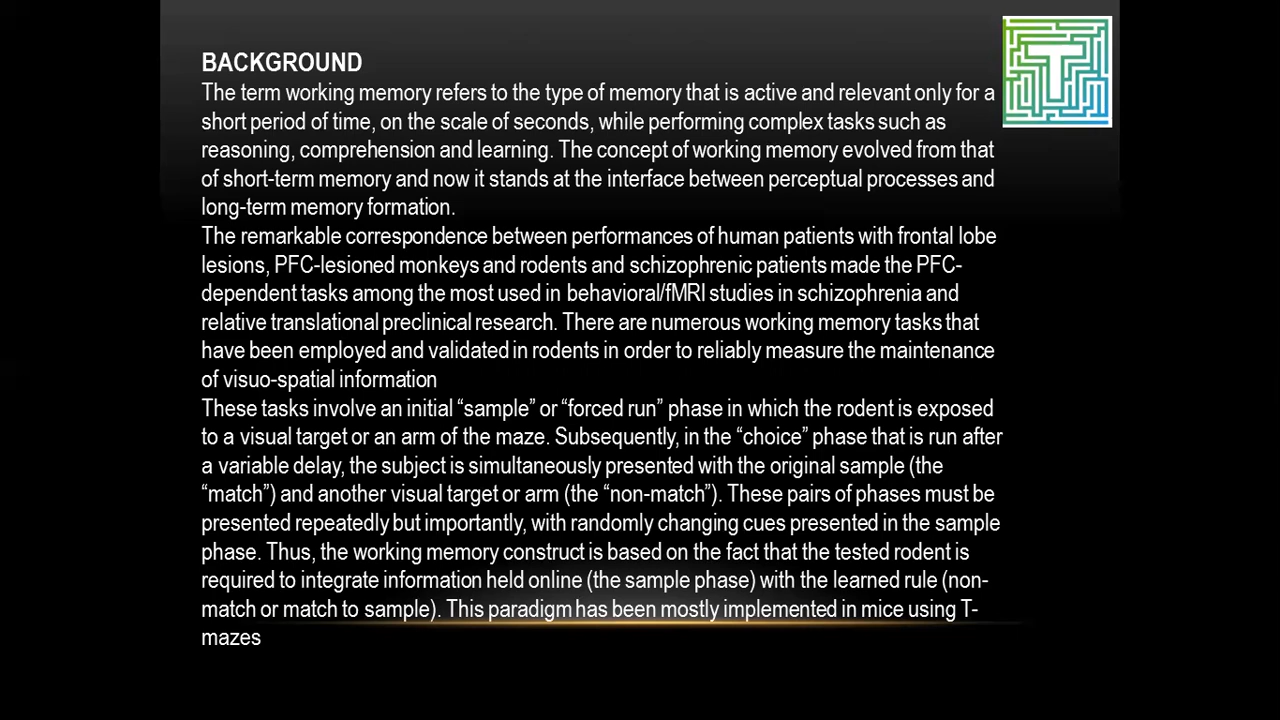 BACKGROUND
The term working memory refers to the type of memory that is active and relevant only for a
short period of time, on the scale of seconds, while performing complex tasks such as
reasoning, comprehension and learning. The concept of working memory evolved from that
of short-term memory and now it stands at the interface between perceptual processes and
long-term memory formation.
The remarkable correspondence between performances of human patients with frontal lobe
lesions, PFC-lesioned monkeys and rodents and schizophrenic patients made the PFC-
dependent tasks among the most used in behavioral/fMRI studies in schizophrenia and
relative translational preclinical research. There are numerous working memory tasks that
have been employed and validated in rodents in order to reliably measure the maintenance
of visuo-spatial information
These tasks involve an initial “sample” or “forced run” phase in which the rodent is exposed
to a visual target or an arm of the maze. Subsequently, in the “choice” phase that is run after
a variable delay, the subject is simultaneously presented with the original sample (the
“match”) and another visual target or arm (the “non-match”). These pairs of phases must be
presented repeatedly but importantly, with randomly changing cues presented in the sample
phase. Thus, the working memory construct is based on the fact that the tested rodent is
required to integrate information held online (the sample phase) with the learned rule (non-
match or match to sample). This paradigm has been mostly implemented in mice using T-
mazes
T